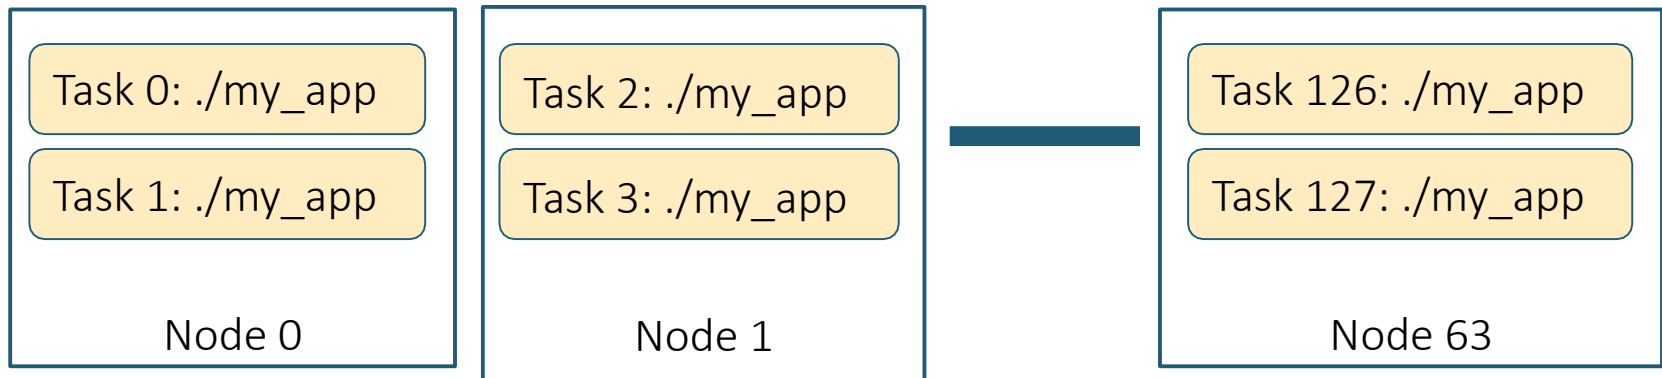 Task 0: ./my_app
Task 1: ./my_app
Node 0
Task 2: ./my_app
Task 3: ./my_app
Node 1
Task 126: ./my_app
Task 127: ./my_app
Node 63